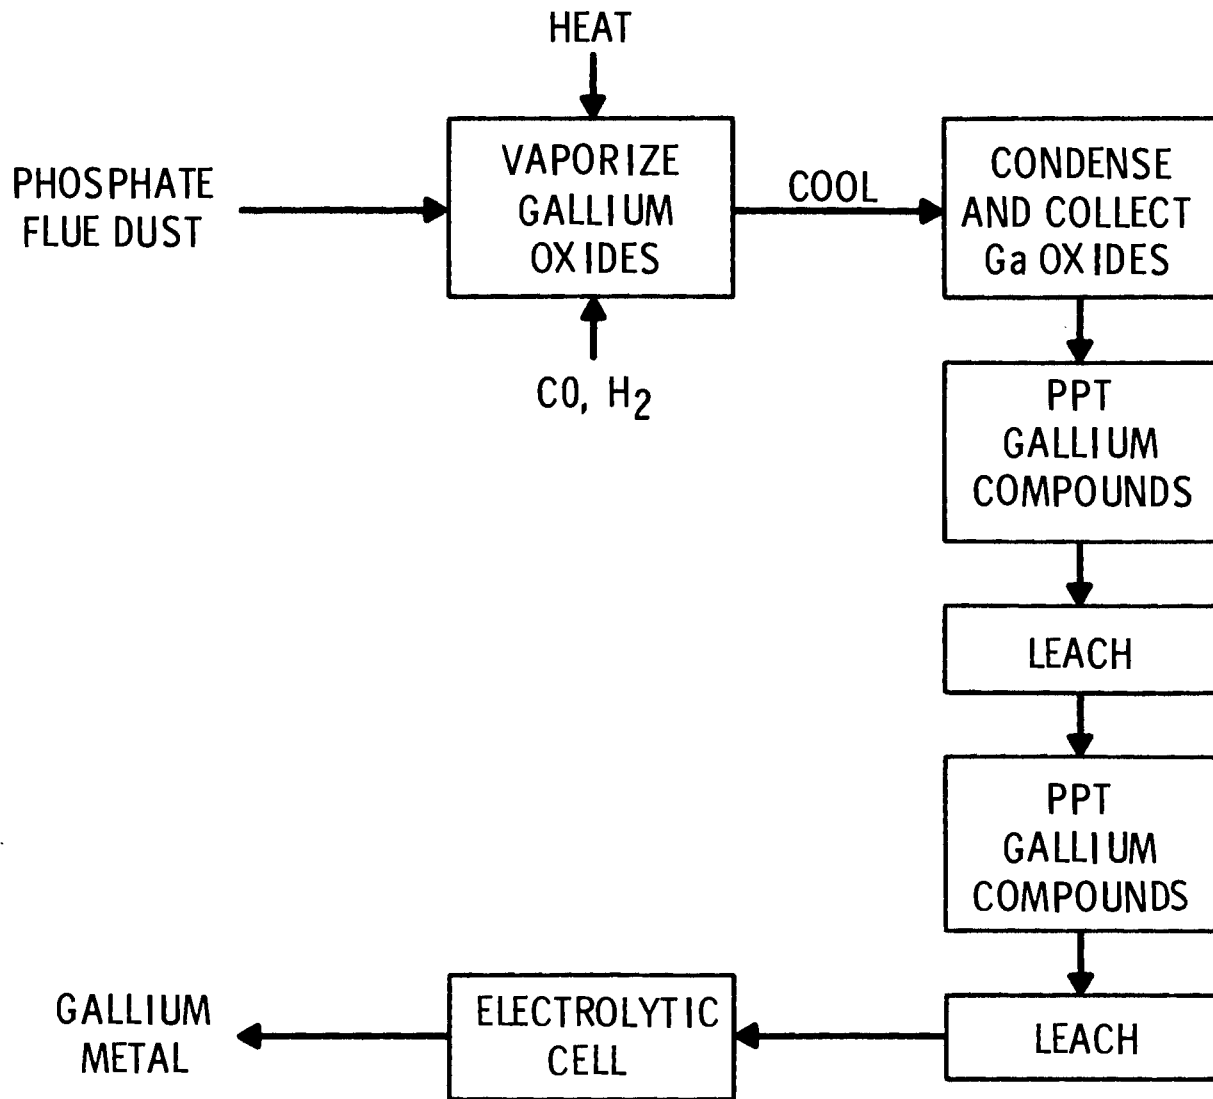 HEAT
PHOSPHATE
FLUE DUST
VAPORIZE
GALLIUM
OXIDES
COOL
CONDENSE
AND COLLECT
Ga OXIDES
CO, H2
PPT
GALLIUM
COMPOUNDS
LEACH
PPT
GALLIUM
COMPOUNDS
LEACH
ELECTROLYTIC
CELL
GALLIUM
METAL